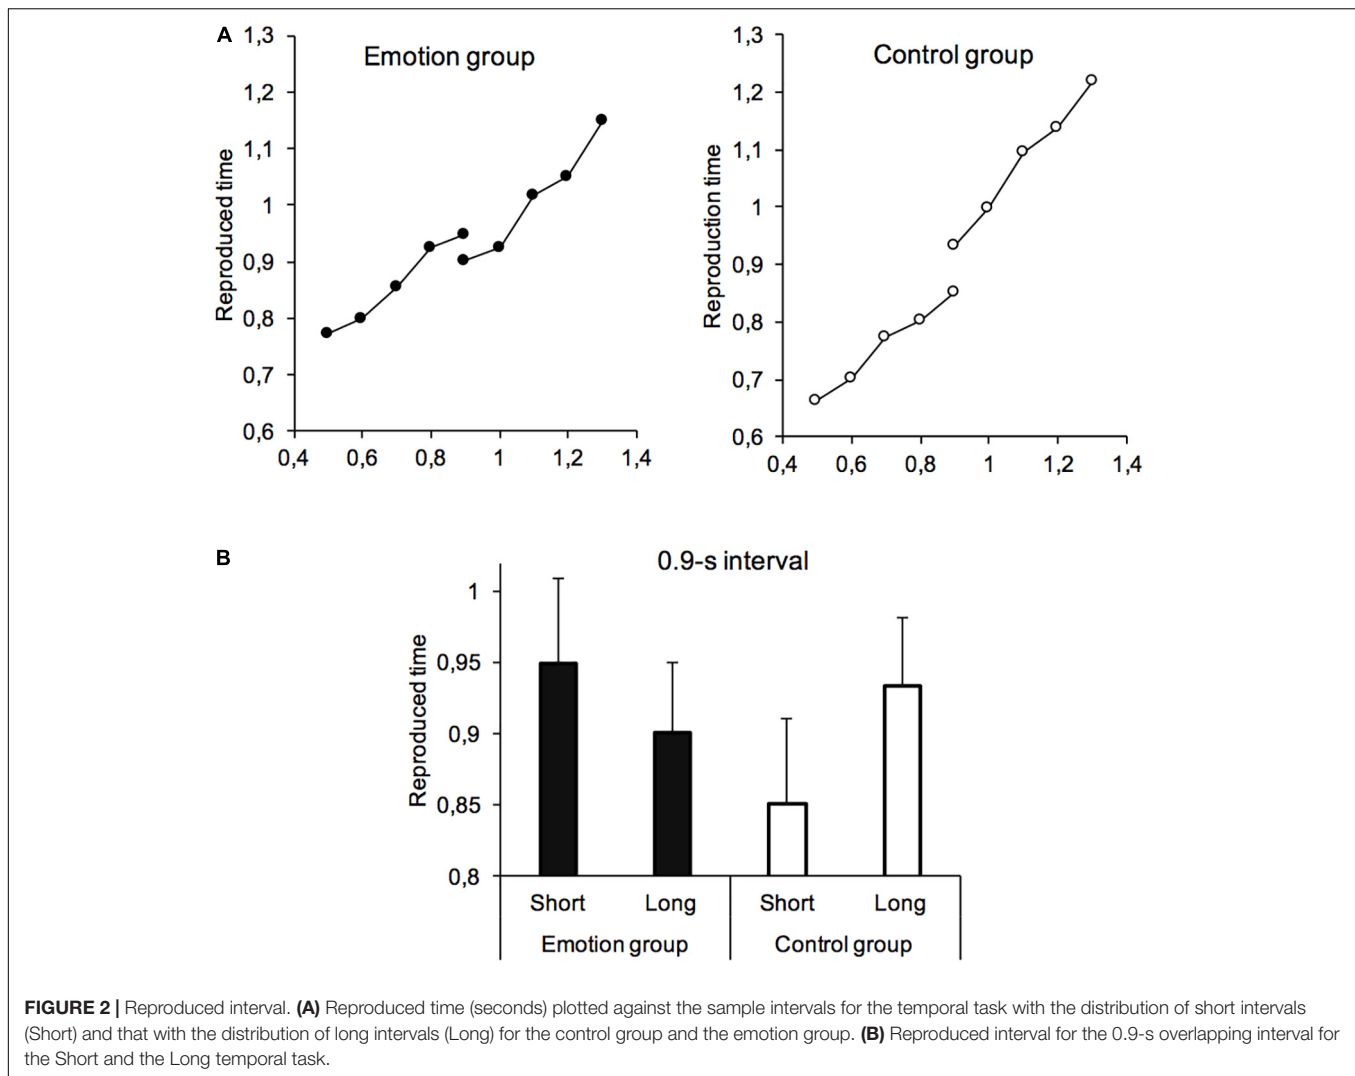 A
Emotion group
Control group
1,3
1,2
1,1
1
0,9
0,8
0,7
0,6
Reproduced time
0,4 0,6 0,8 1 1,2 1,4
1,3
1,2
1,1
1
0,9
0,8
0,7
0,6
Reproduction time
0,4 0,6 0,8 1 1,2 1,4
B
0.9-s interval
1
0,95
0,9
0,85
0,8
Reproduced time
Short Long Short Long
Emotion group Control group
FIGURE 2 | Reproduced interval. (A) Reproduced time (seconds) plotted against the sample intervals for the temporal task with the distribution of short intervals
(Short) and that with the distribution of long intervals (Long) for the control group and the emotion group. (B) Reproduced interval for the 0.9-s overlapping interval for
the Short and the Long temporal task.